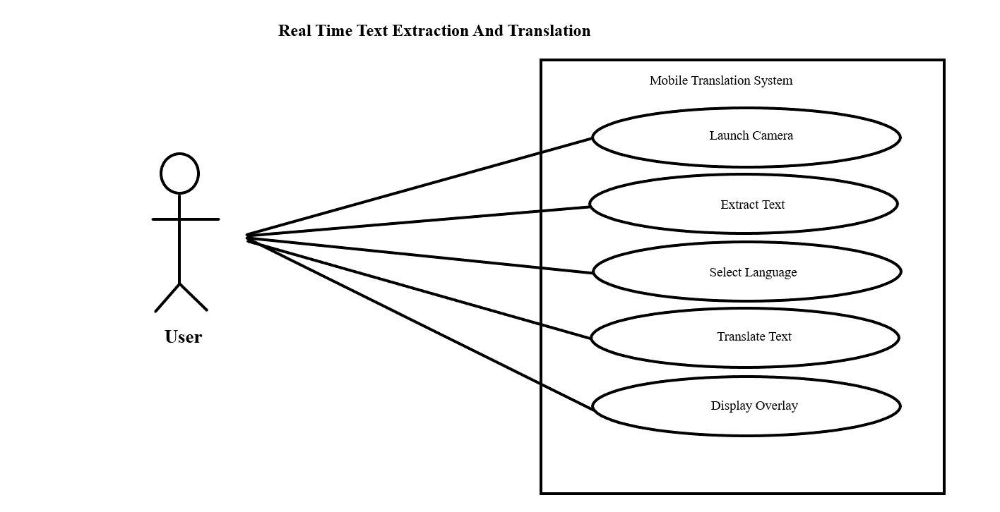 Real Time Text Extraction And Translation
Mobile Translation System
Launch Camera
Extract Text
Select Language
Translate Text
Display Overlay
User